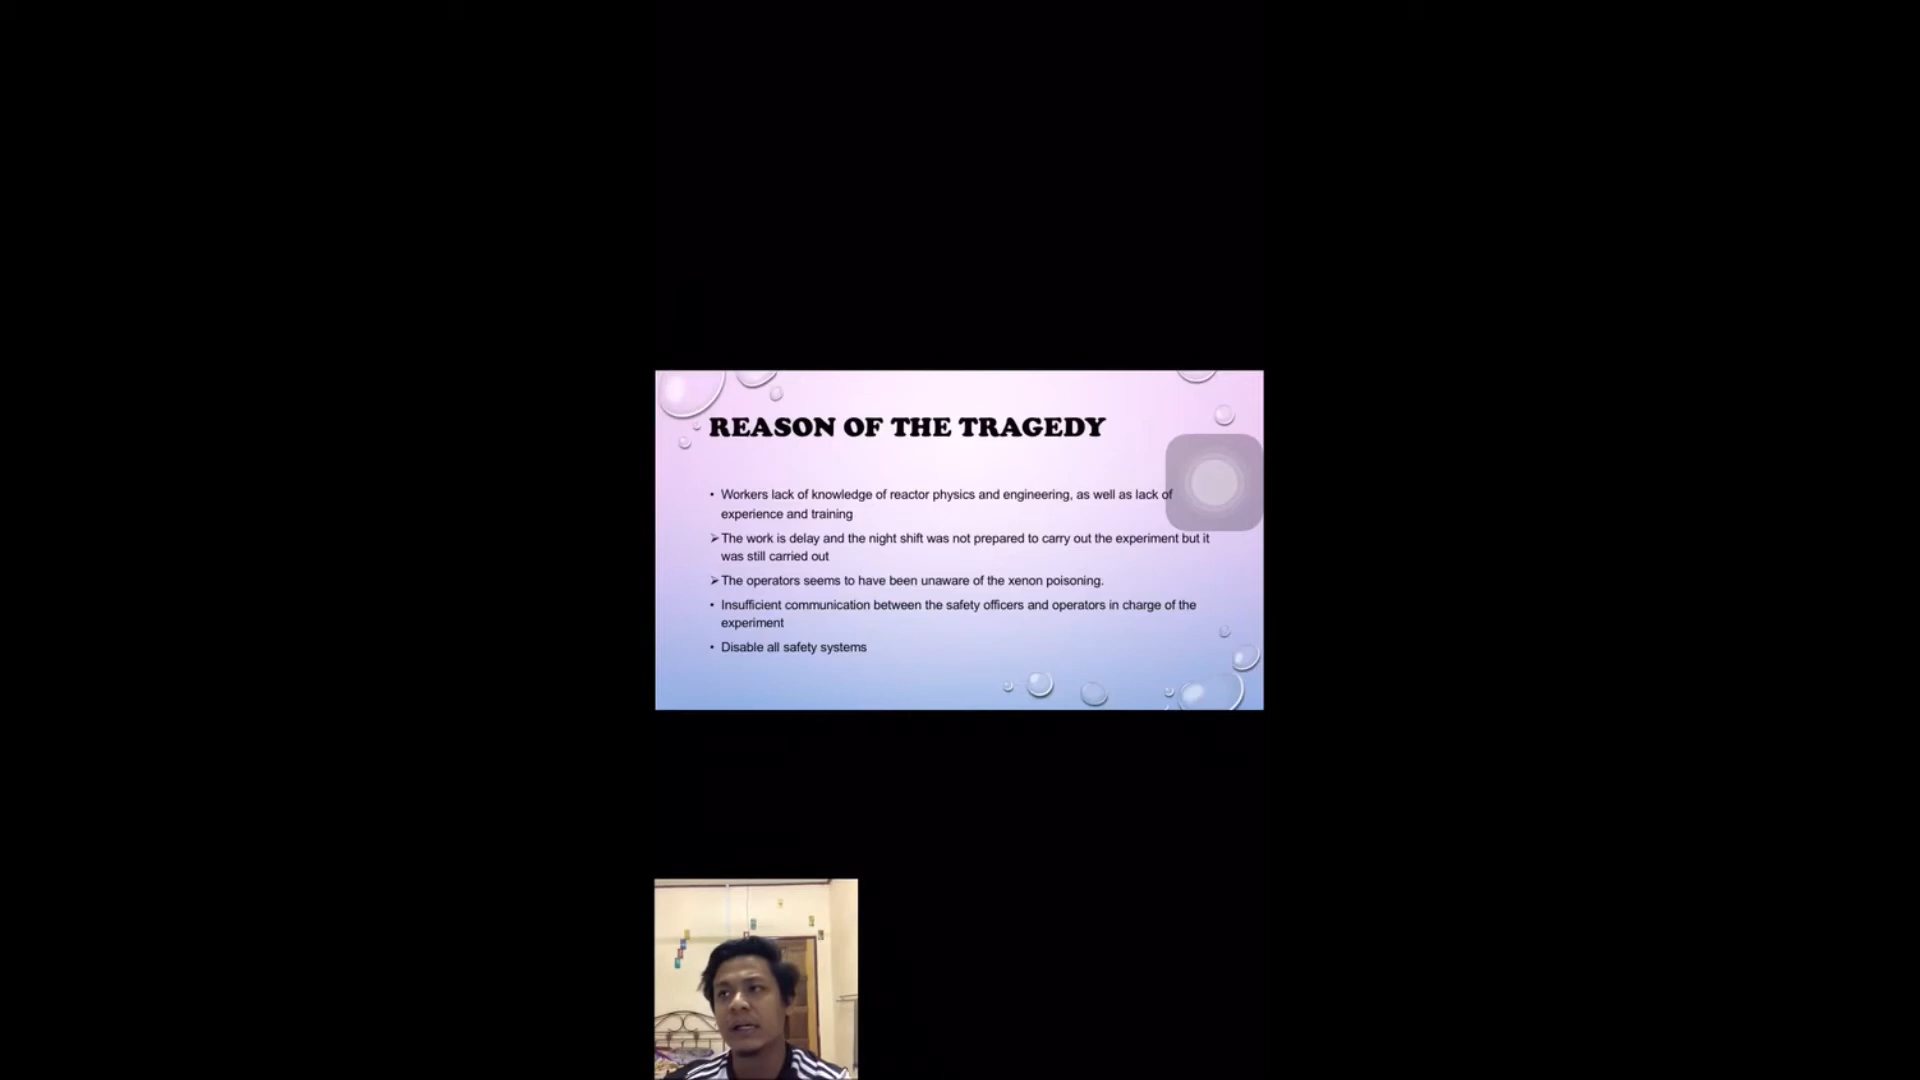 REASON OF THE TRAGEDY
• Workers lack of knowledge of reactor physics and engineering, as well as lack of
experience and training
➢The work is delay and the night shift was not prepared to carry out the experiment but it
was still carried out
➢The operators seems to have been unaware of the xenon poisoning.
• Insufficient communication between the safety officers and operators in charge of the
experiment
• Disable all safety systems